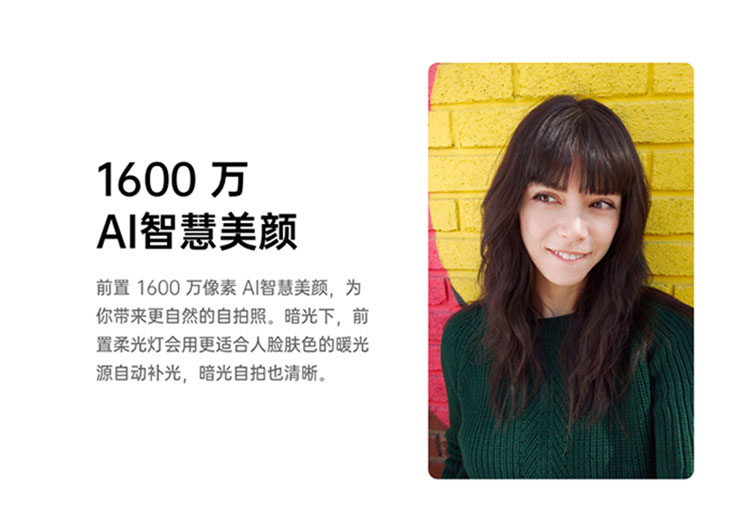 1600 万
AI智慧美颜
前置 1600 万像素 AI智慧美颜，为
你带来更自然的自拍照。暗光下，前
置柔光灯会用更适合人脸肤色的暖光
源自动补光，暗光自拍也清晰。